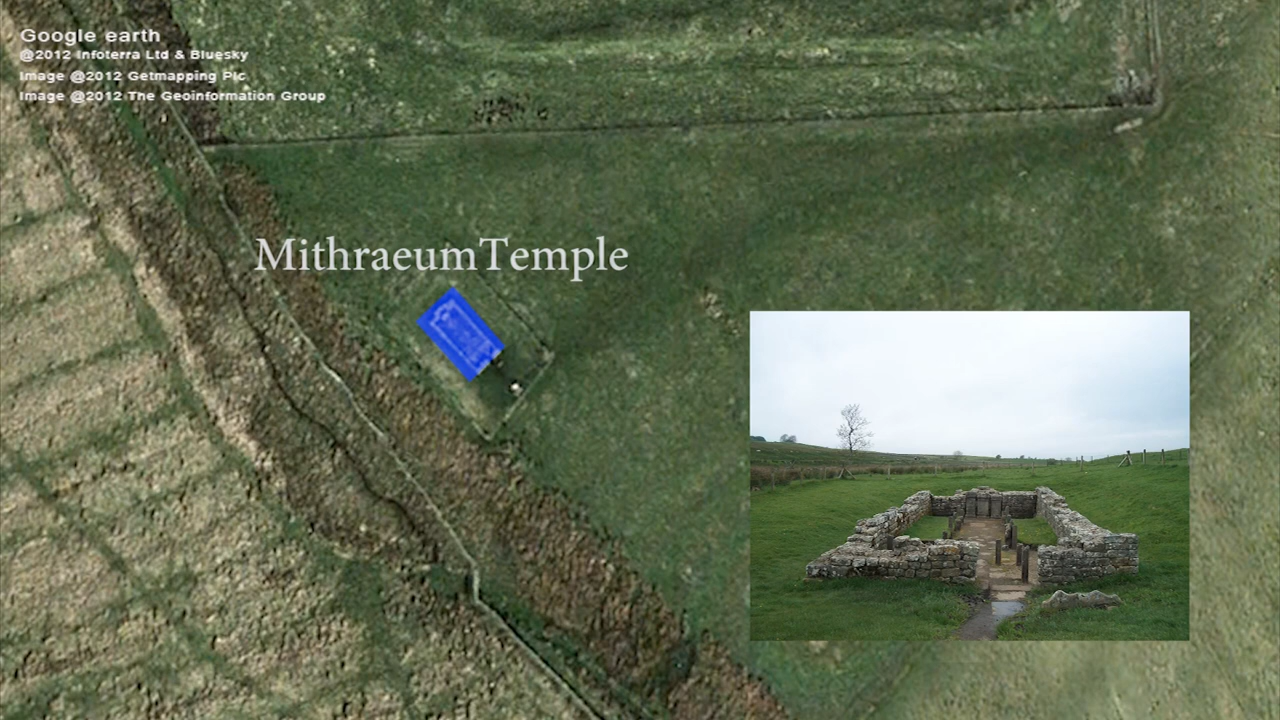 Google earth
@2012 Infoterra Ltd & Bluesky
Image @2012 Getmapping Plc
Image @2012 The Geoinformation Group
MithraeumTemple